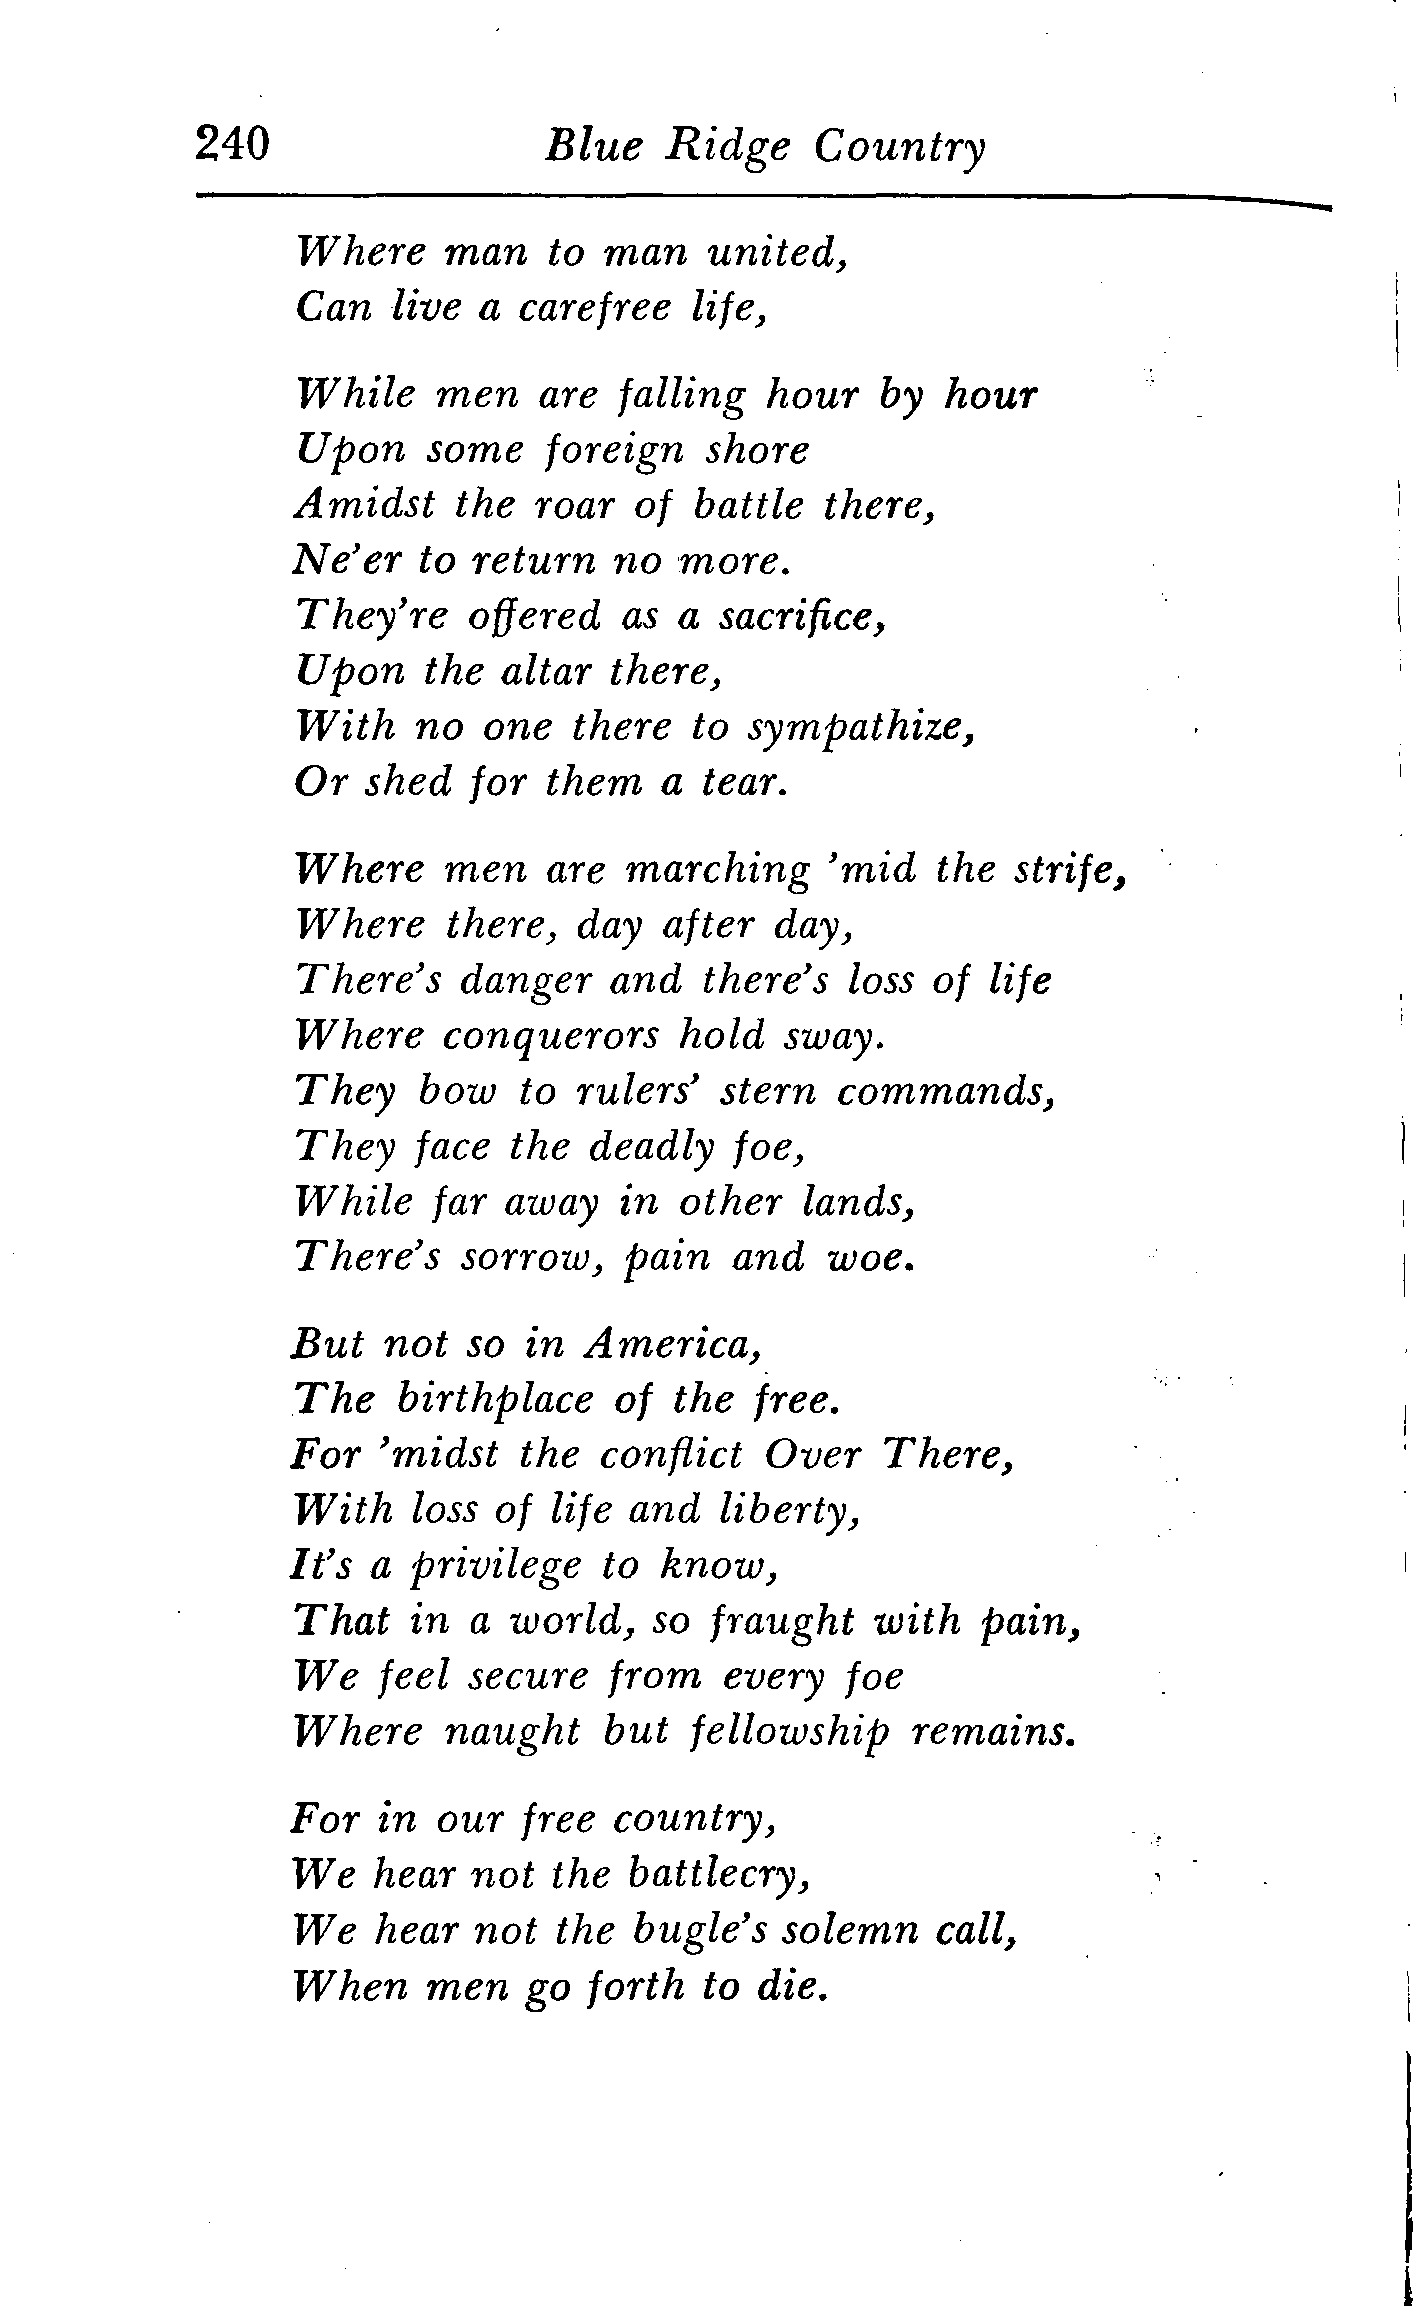 240 Blue Ridge Country
Where man to man united,
Can live a carefree life,
While men are falling hour by hour
Upon some foreign shore
Amidst the roar of battle there,
Ne’er to return no more.
They’re offered as a sacrifice,
Upon the altar there,
With no one there to sympathize,
Or shed for them a tear.
Where men are marching ’mid the strife,
Where there, day after day,
There’s danger and there’s loss of life
Where conquerors hold sway.
They bow to rulers’ stern commands,
They face the deadly foe,
While far away in other lands,
There’s sorrow, pain and woe.
But not so in America,
The birthplace of the free.
For ’midst the conflict Over There,
With loss of life and liberty,
It’s a privilege to know,
That in a world, so fraught with pain,
We feel secure from every foe
Where naught but fellowship remains.
For in our free country,
We hear not the battlecry,
We hear not the bugle’s solemn call,
When men go forth to die.